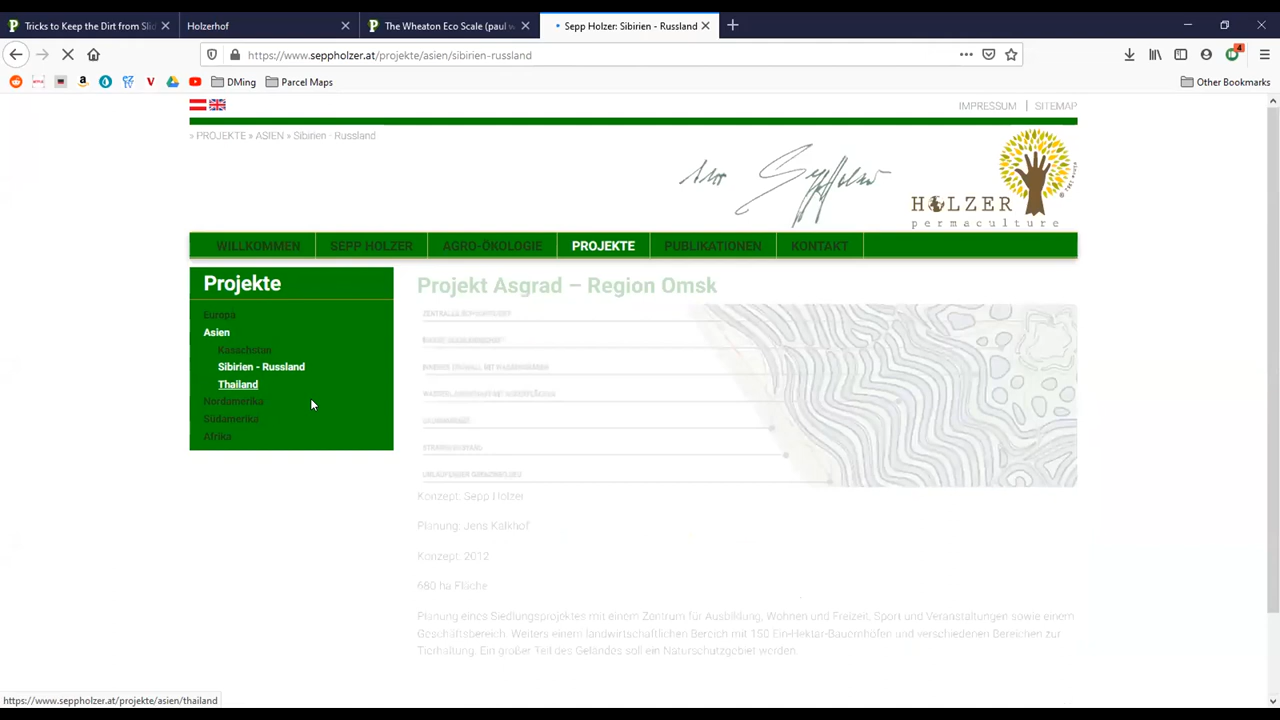 Tricks to Keep the Dirt from Slid
Holzerhof
The Wheaton Eco Scale (paul w
Sepp Holzer: Sibirien - Russland
https://www.seppholzer.at/projekte/asien/sibirien-russland
4
DMing
Parcel Maps
Other Bookmarks
IMPRESSUM | SITEMAP
» PROJEKTE » ASIEN » Sibirien - Russland
HOLZER
permaculture
WILLKOMMEN
SEPP HOLZER
AGRO-ÖKOLOGIE
PROJEKTE
PUBLIKATIONEN
KONTAKT
Projekte
Europa
Asien
Kasachstan
Sibirien - Russland
Thailand
Nordamerika
Südamerika
Afrika
Projekt Asgrad – Region Omsk
Konzept: Sepp Holzer
Planung: Jens Kalkhof
Konzept: 2012
680 ha Fläche
Planung eines Siedlungsprojektes mit einem Zentrum für Ausbildung, Wohnen und Freizeit, Sport und Veranstaltungen sowie einem
Geschäftsbereich. Weiters einem landwirtschaftlichen Bereich mit 150 Ein-Hektar-Bauernhöfen und verschiedenen Bereichen zur
Tierhaltung. Ein großer Teil des Geländes soll ein Naturschutzgebiet werden.
https://www.seppholzer.at/projekte/asien/thailand